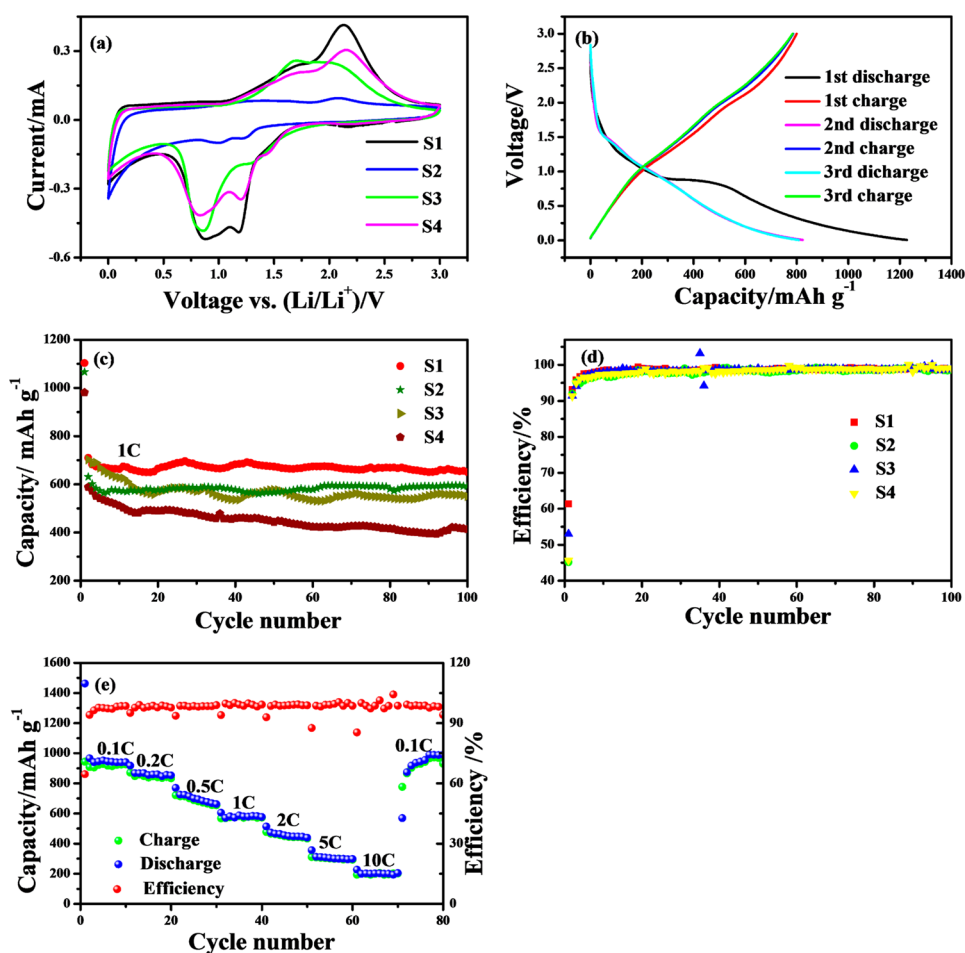 (a)
0.3
0.0
-0.3
-0.6
Current/mA
0.0 0.5 1.0 1.5 2.0 2.5 3.0
Voltage vs. (Li/Li+)/V
S1
S2
S3
S4
(b)
3.0
2.5
2.0
1.5
1.0
0.5
0.0
Voltage/V
0 200 400 600 800 1000 1200 1400
Capacity/mAh g-1
1st discharge
1st charge
2nd discharge
2nd charge
3rd dicharge
3rd charge
(c)
1200
1000
800
600
400
200
Capacity/ mAh g-1
0 20 40 60 80 100
Cycle number
1C
S1
S2
S3
S4
(d)
100
90
80
70
60
50
40
Efficiency/%
0 20 40 60 80 100
Cycle number
S1
S2
S3
S4
(e)
1600
1400
1200
1000
800
600
400
200
0
Capacity/mAh g-1
0 10 20 30 40 50 60 70 80
Cycle number
120
90
60
30
0
Efficiency /%
0.1C
0.2C
0.5C
1C
2C
5C
10C
0.1C
Charge
Discharge
Efficiency